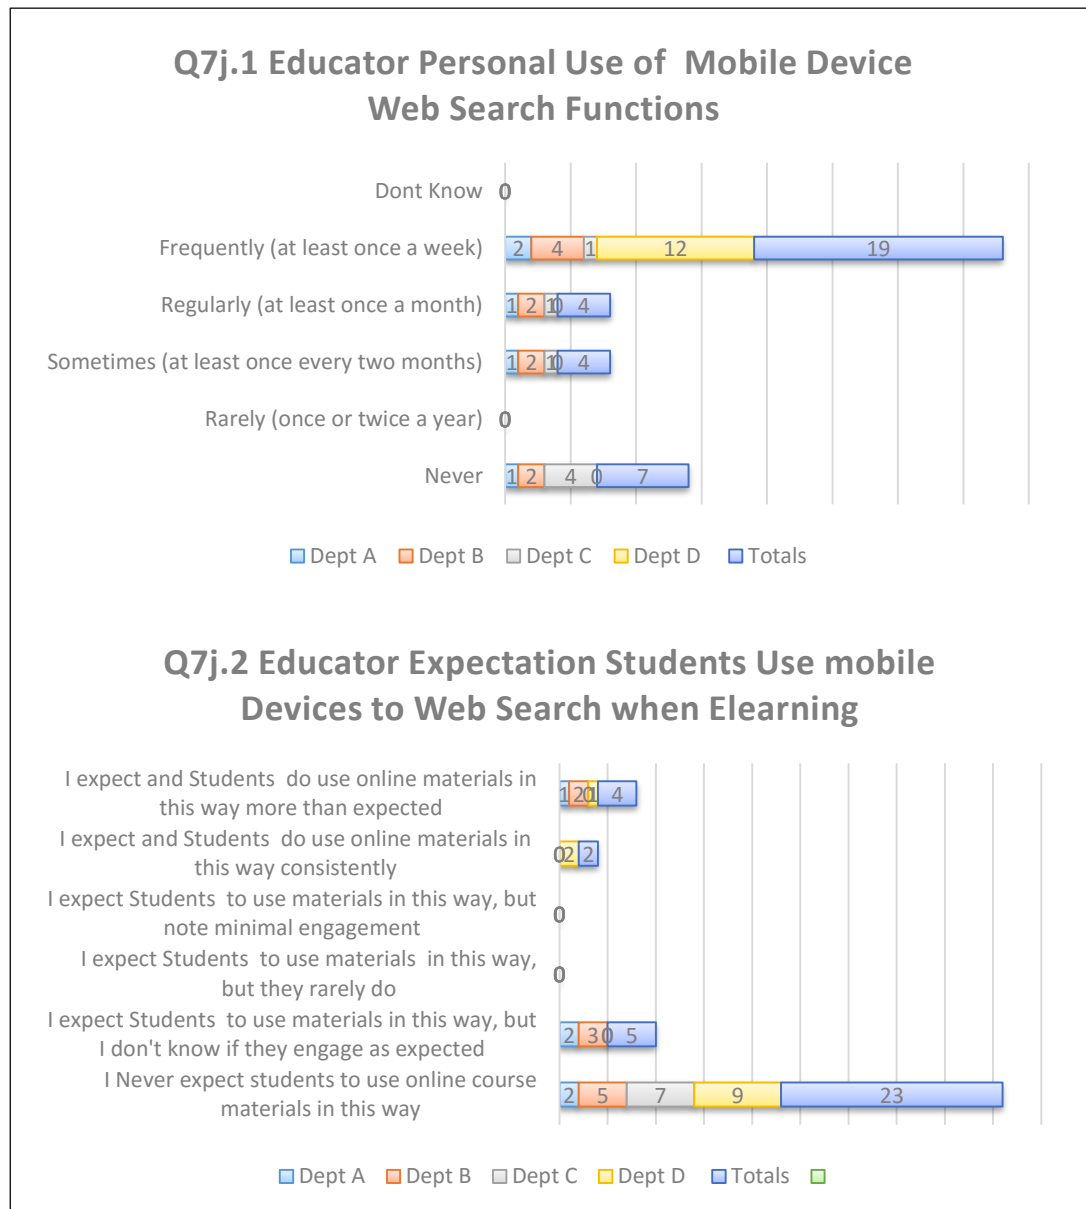 Q7j.1 Educator Personal Use of  Mobile Device
Web Search Functions
Dont Know
0
Frequently (at least once a week)
2 4 1 12 19
Regularly (at least once a month)
1 2 1 0 4
Sometimes (at least once every two months)
1 2 1 0 4
Rarely (once or twice a year)
0
Never
1 2 4 0 7
Dept A Dept B Dept C Dept D Totals
Q7j.2 Educator Expectation Students Use mobile
Devices to Web Search when Elearning
I expect and Students  do use online materials in
this way more than expected
1 2 0 1 4
I expect and Students  do use online materials in
this way consistently
0 2 2
I expect Students  to use materials in this way, but
note minimal engagement
0
I expect Students  to use materials  in this way,
but they rarely do
0
I expect Students  to use materials in this way, but
I don't know if they engage as expected
2 3 0 5
I Never expect students to use online course
materials in this way
2 5 7 9 23
Dept A Dept B Dept C Dept D Totals